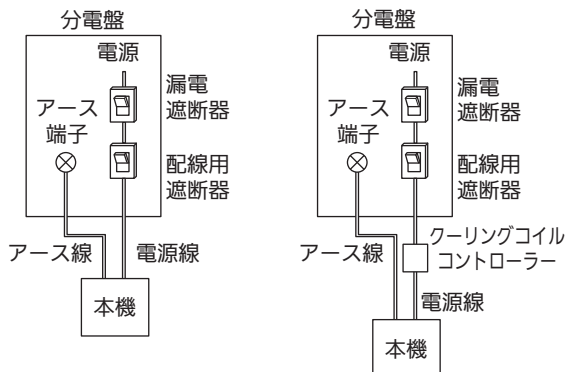 分電盤
電源
漏電
遮断器
アース
端子
配線用
遮断器
アース線
電源線
本機
分電盤
電源
漏電
遮断器
アース
端子
配線用
遮断器
アース線
クーリングコイル
コントローラー
電源線
本機